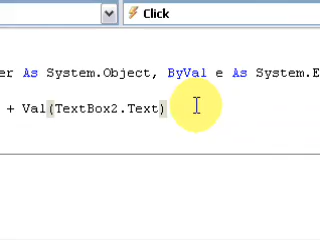 Click
er As System.Object, ByVal e As System.E
+ Val(TextBox2.Text)